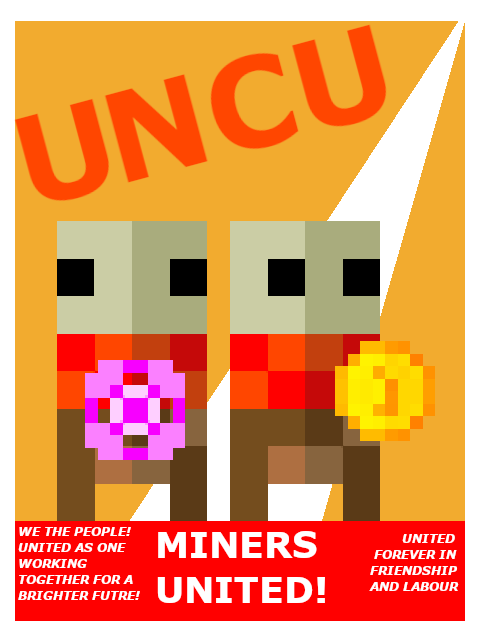 UNCU
WE THE PEOPLE!
UNITED AS ONE
WORKING
TOGETHER FOR A
BRIGHTER FUTRE!
MINERS
UNITED!
UNITED
FOREVER IN
FRIENDSHIP
AND LABOUR